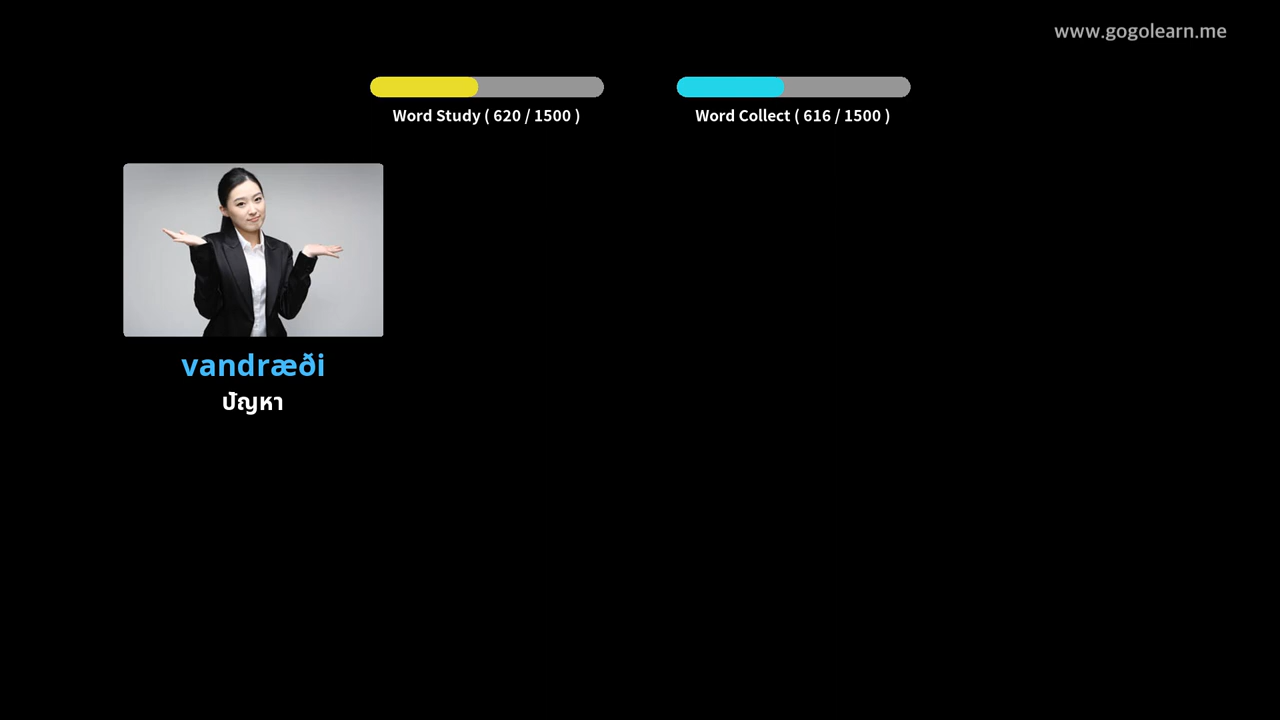 www.gogolearn.me
Word Study ( 620 / 1500 )
Word Collect ( 616 / 1500 )
vandræði
ปัญหา